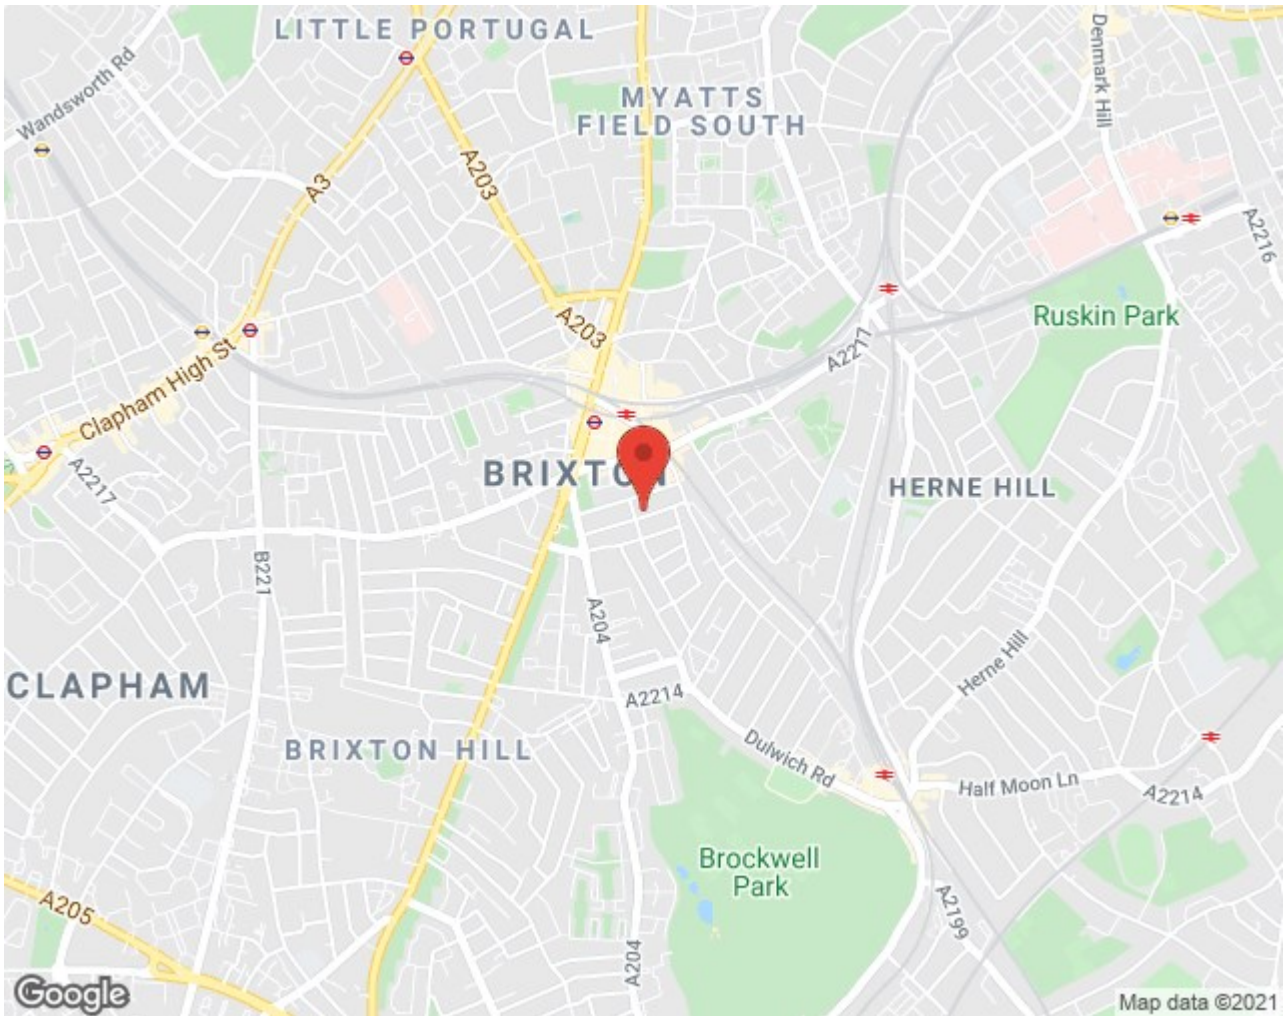 LITTLE PORTUGAL
Denmark Hill
Wandsworth Rd
MYATTS
FIELD SOUTH
A203
A3
A2216
Ruskin Park
A203
A2217
Clapham High St
BRIXTON
A2217
HERNE HILL
B221
A204
Herne Hill
CLAPHAM
A2214
BRIXTON HILL
Dulwich Rd
Half Moon Ln
A2214
Brockwell
Park
A205
A2199
A204
Google
Map data ©2021